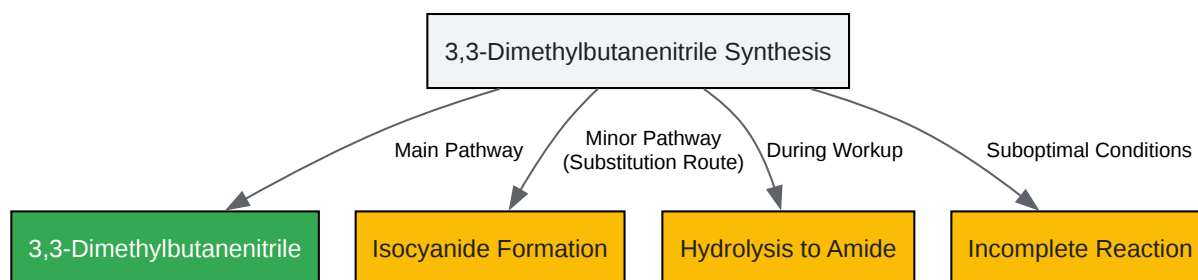 3,3-Dimethylbutanenitrile Synthesis
Main Pathway
Minor Pathway
(Substitution Route)
During Workup
Suboptimal Conditions
3,3-Dimethylbutanenitrile
Isocyanide Formation
Hydrolysis to Amide
Incomplete Reaction